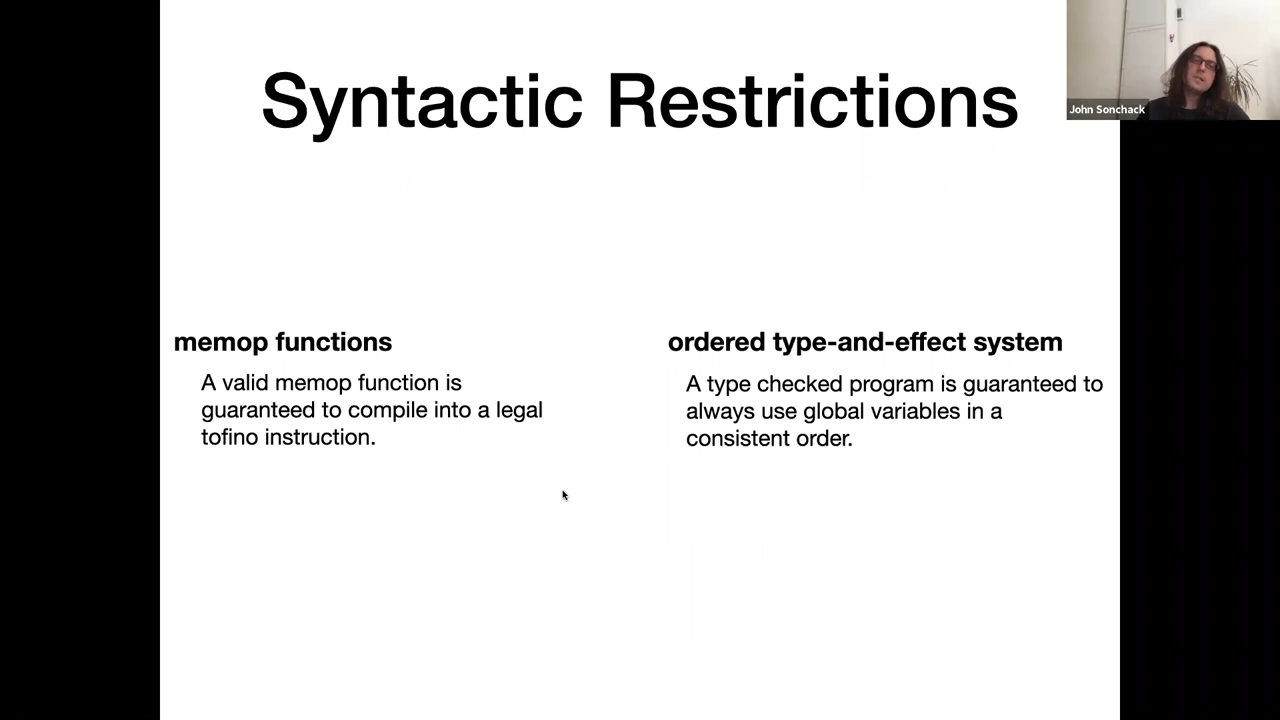 Syntactic Restrictions
John Sonchack
memop functions
A valid memop function is
guaranteed to compile into a legal
tofino instruction.
ordered type-and-effect system
A type checked program is guaranteed to
always use global variables in a
consistent order.